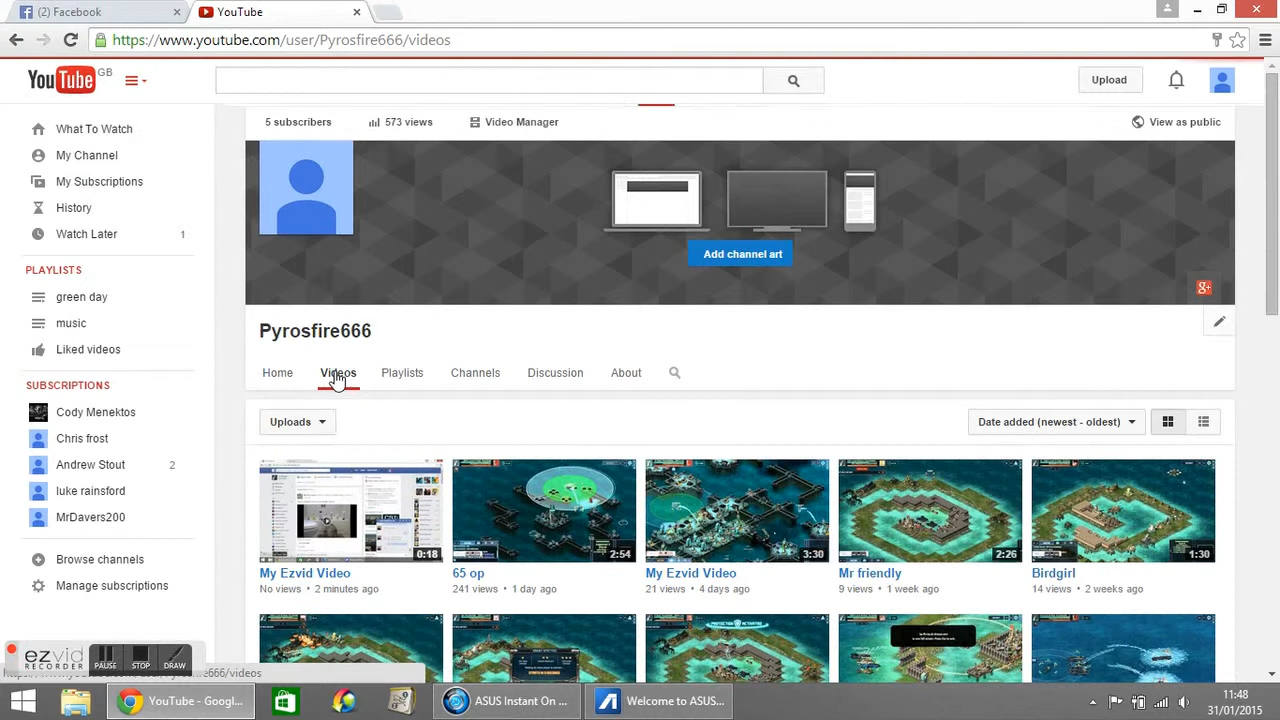 (2) Facebook
YouTube
https://www.youtube.com/user/Pyrosfire666/videos
YouTube GB
Upload
5 subscribers
573 views
Video Manager
View as public
What To Watch
My Channel
My Subscriptions
History
Watch Later 1
PLAYLISTS
green day
music
Liked videos
SUBSCRIPTIONS
Cody Menektos
Chris frost
Andrew Stout 2
luke rainsford
MrDavers200
Browse channels
Manage subscriptions
Add channel art
g+
Pyrosfire666
Home Videos Playlists Channels Discussion About
Uploads
Date added (newest - oldest)
0:18
2:54
3:30
2:26
1:30
My Ezvid Video
No views • 2 minutes ago
65 op
241 views • 1 day ago
My Ezvid Video
21 views • 4 days ago
Mr friendly
9 views • 1 week ago
Birdgirl
14 views • 2 weeks ago
ezvid
RECORDER
PAUSE
STOP
DRAW
YouTube - Googl...
ASUS Instant On ...
Welcome to ASUS...
11:48
31/01/2015